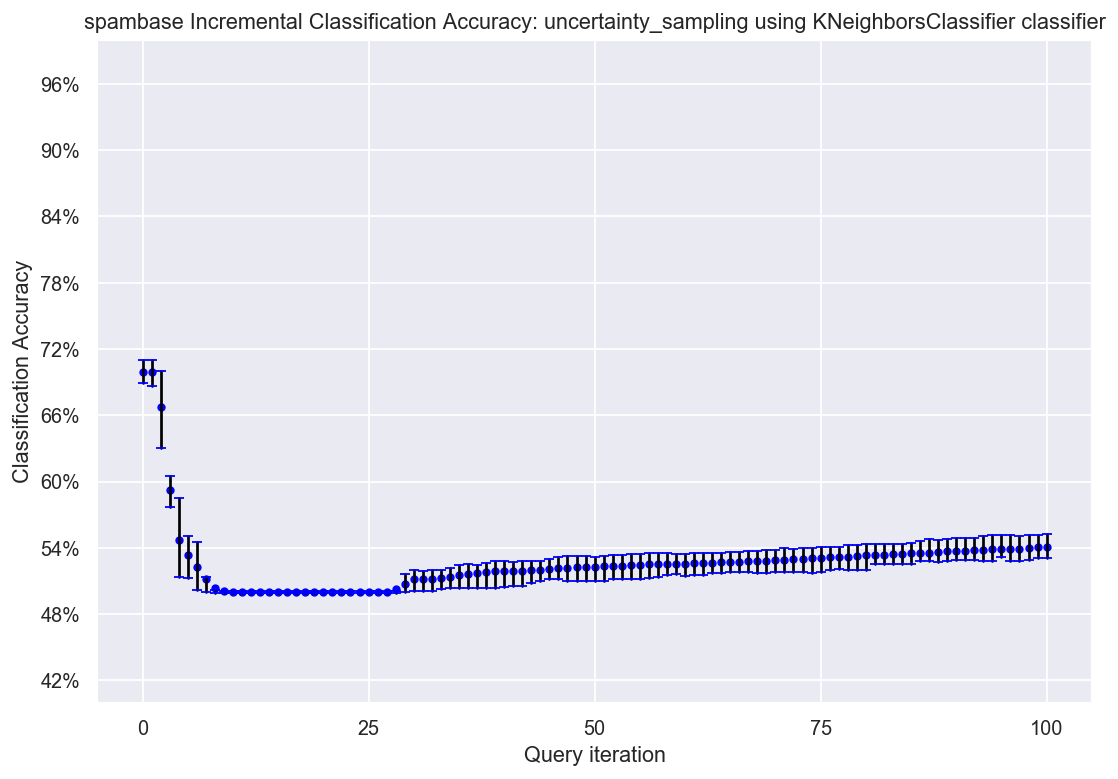 spambase Incremental Classification Accuracy: uncertainty_sampling using KNeighborsClassifier classifier
96%
90%
84%
78%
72%
66%
60%
54%
48%
42%
Classification Accuracy
0 25 50 75 100
Query iteration